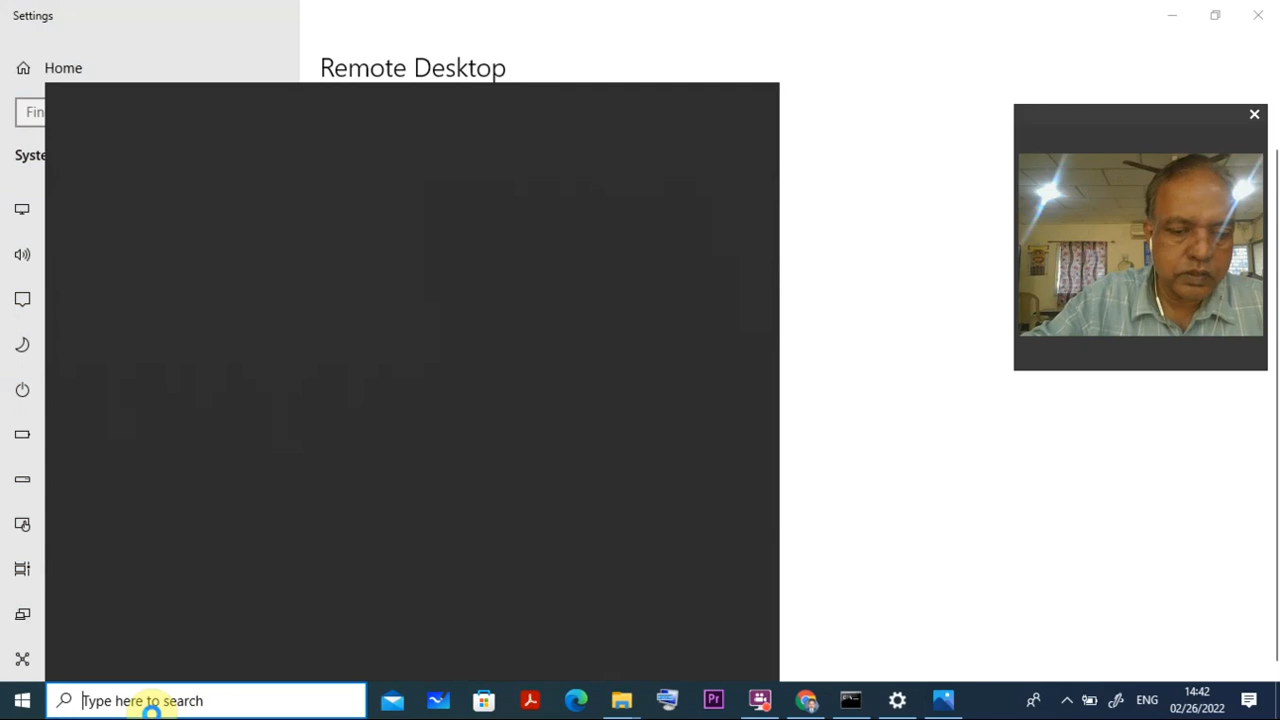 Settings
Home
Remote Desktop
Fin
Syste
Type here to search
ENG
14:42
02/26/2022